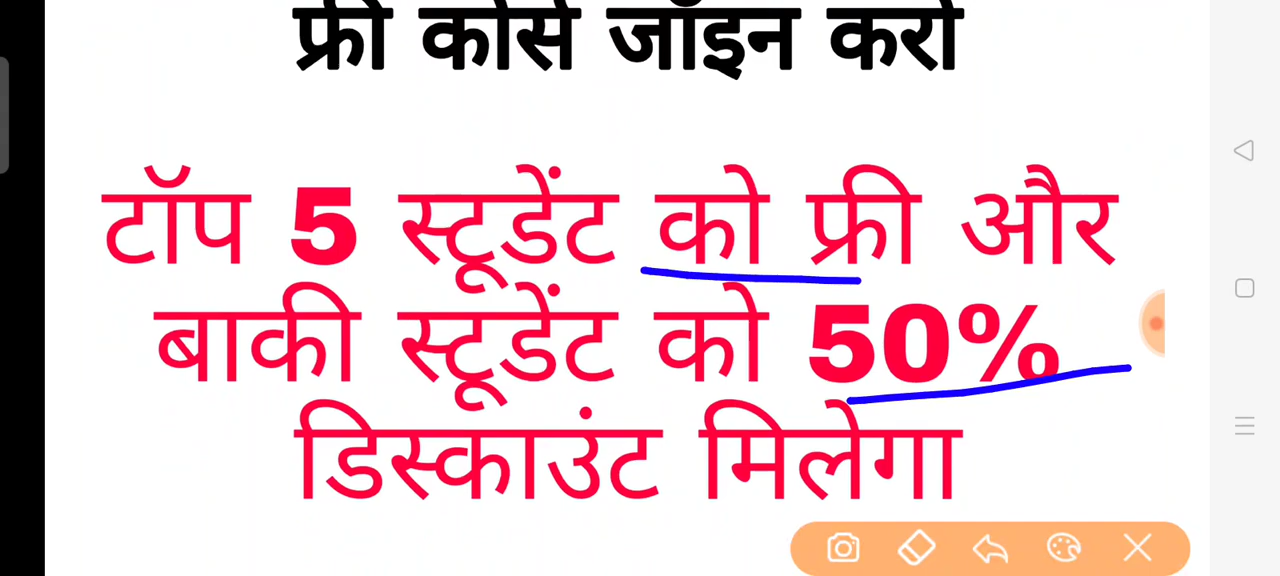 फ्री कोर्स जॉइन करो
टॉप 5 स्टूडेंट को फ्री और
बाकी स्टूडेंट को 50%
डिस्काउंट मिलेगा